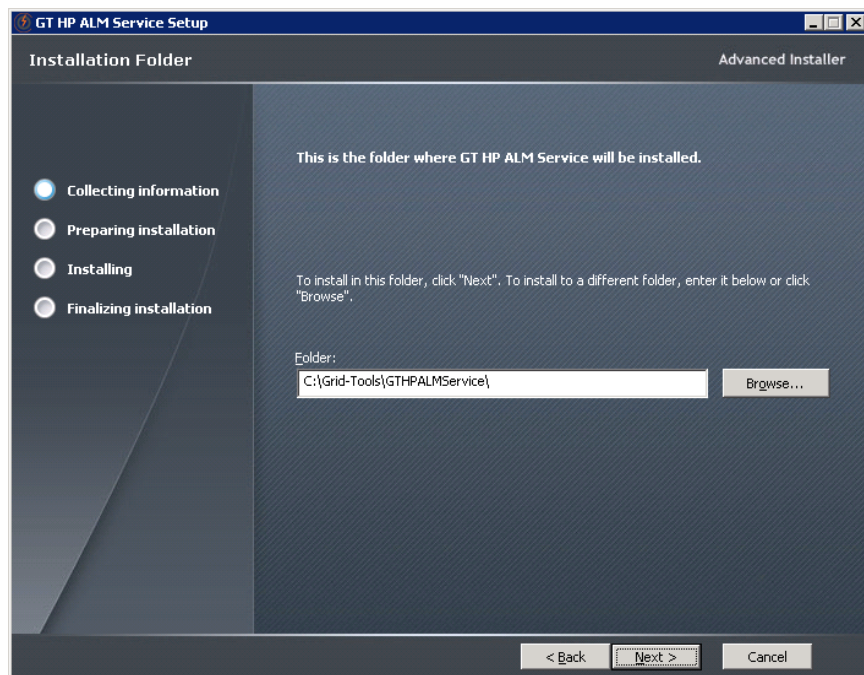 GT HP ALM Service Setup
Installation Folder
Advanced Installer
This is the folder where GT HP ALM Service will be installed.
Collecting information
Preparing installation
Installing
Finalizing installation
To install in this folder, click "Next". To install to a different folder, enter it below or click
"Browse".
Folder:
C:\Grid-Tools\GTHPALMService\
Browse...
< Back
Next >
Cancel